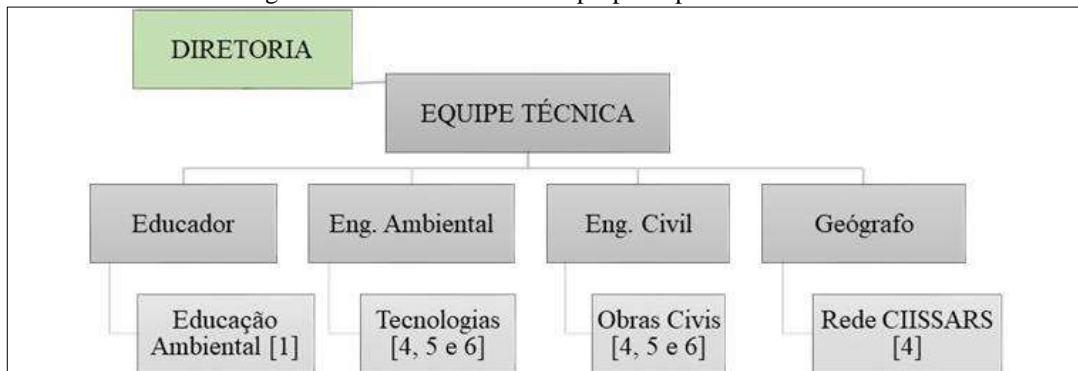 DIRETORIA
EQUIPE TÉCNICA
Educador
Eng. Ambiental
Eng. Civil
Geógrafo
Educação
Ambiental [1]
Tecnologias
[4, 5 e 6]
Obras Civis
[4, 5 e 6]
Rede CIISSARS
[4]